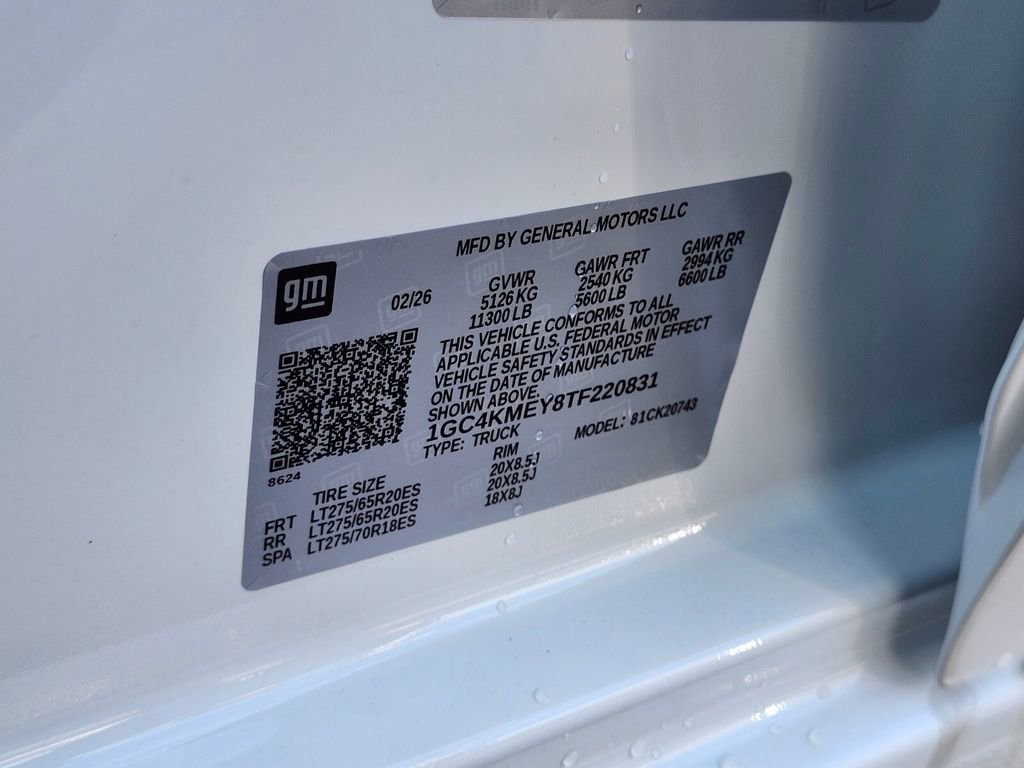 MFD BY GENERAL MOTORS LLC
gm
02/26
GVWR
5126 KG
11300 LB
GAWR FRT
2540 KG
5600 LB
GAWR RR
2994 KG
6600 LB
THIS VEHICLE CONFORMS TO ALL
APPLICABLE U.S. FEDERAL MOTOR
VEHICLE SAFETY STANDARDS IN EFFECT
ON THE DATE OF MANUFACTURE
SHOWN ABOVE.
1GC4KMEY8TF220831
TYPE: TRUCK
MODEL: 81CK20743
8624
TIRE SIZE
RIM
FRT LT275/65R20ES 20X8.5J
RR LT275/65R20ES 20X8.5J
SPA LT275/70R18ES 18X8J